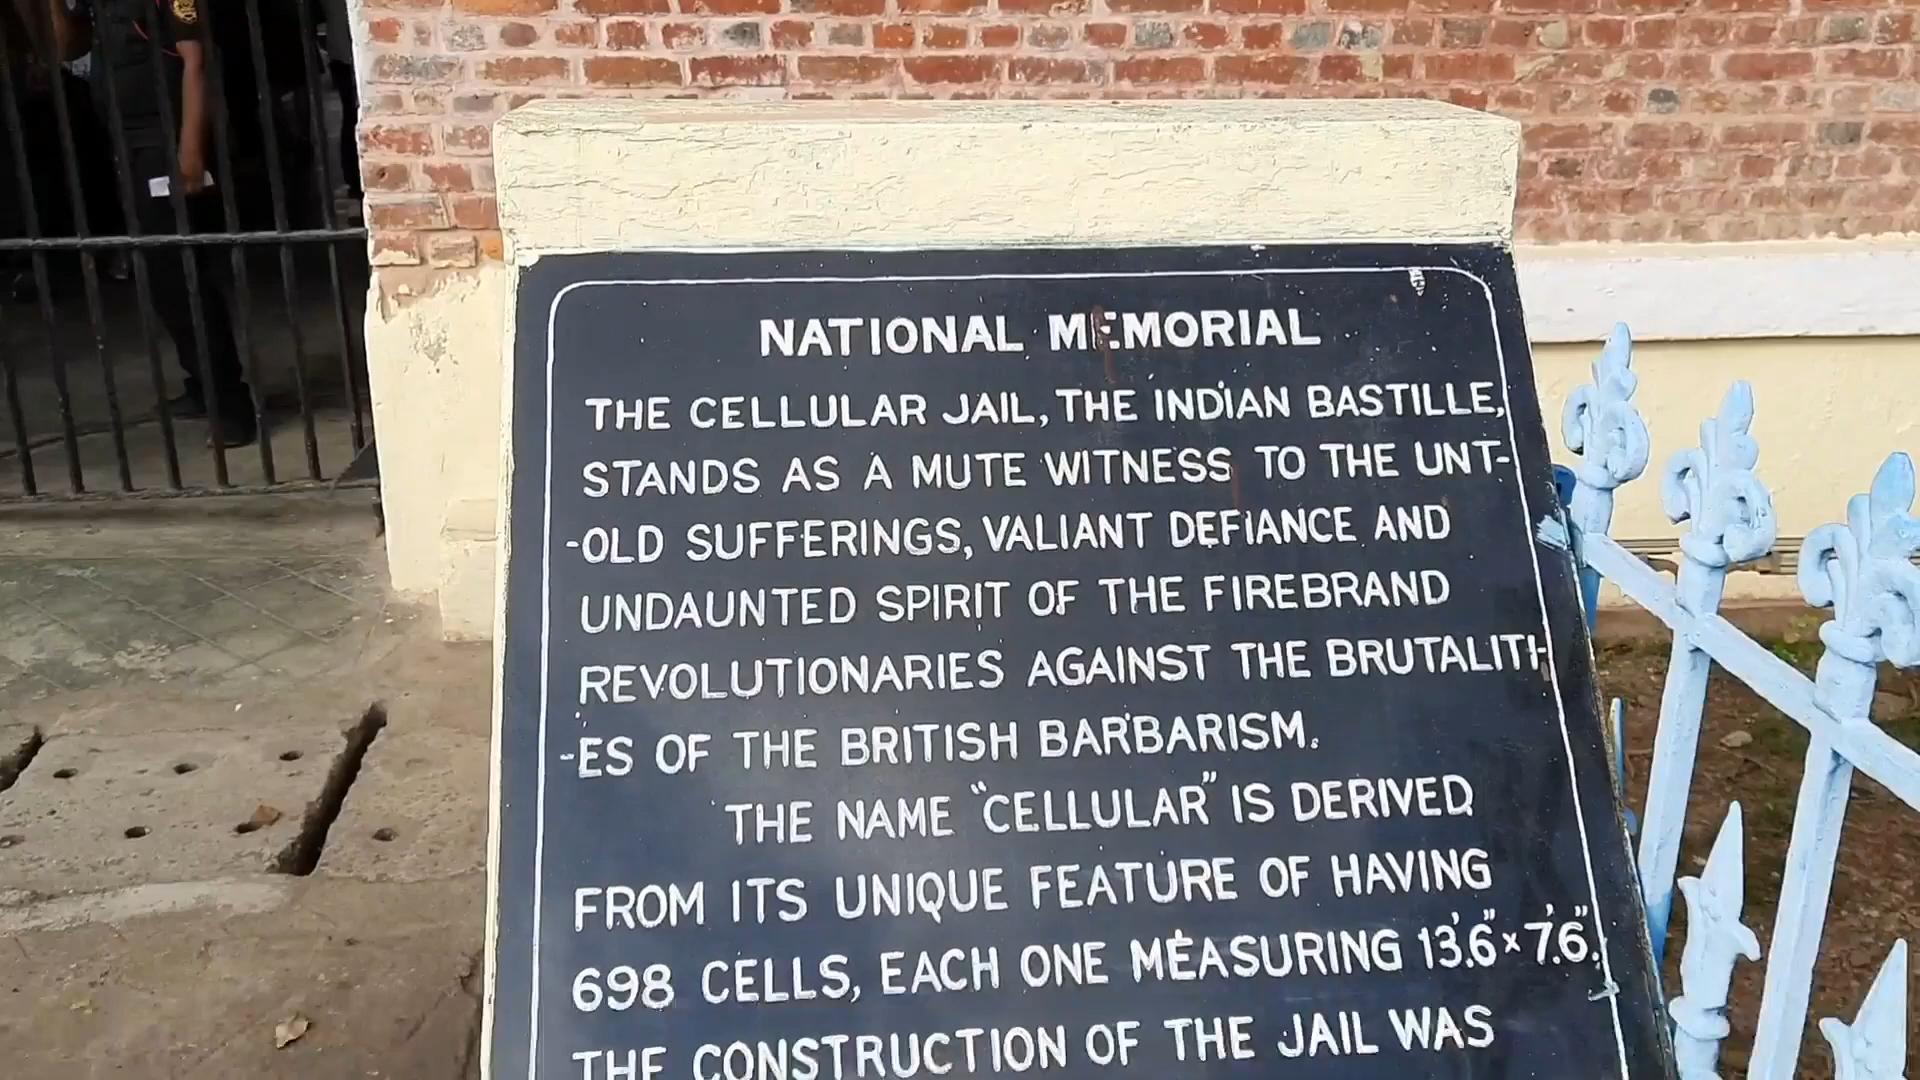 NATIONAL MEMORIAL
THE CELLULAR JAIL, THE INDIAN BASTILLE,
STANDS AS A MUTE WITNESS TO THE UNT-
-OLD SUFFERINGS, VALIANT DEFIANCE AND
UNDAUNTED SPIRIT OF THE FIREBRAND
REVOLUTIONARIES AGAINST THE BRUTALITI-
-ES OF THE BRITISH BARBARISM.
THE NAME "CELLULAR" IS DERIVED
FROM ITS UNIQUE FEATURE OF HAVING
698 CELLS, EACH ONE MEASURING 13'.6" × 7'.6".
THE CONSTRUCTION OF THE JAIL WAS